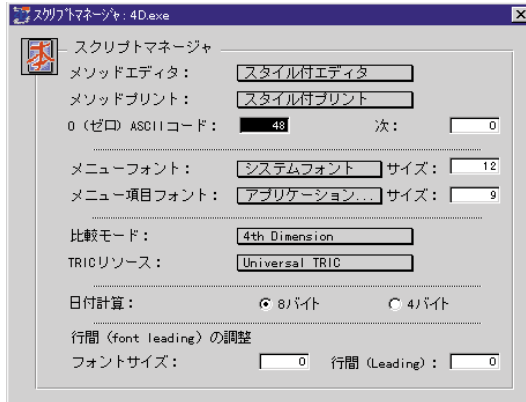 スクリプトマネージャ: 4D.exe
本
スクリプトマネージャ
メソッドエディタ： スタイル付エディタ
メソッドプリント： スタイル付プリント
0（ゼロ）ASCIIコード： 48 次： 0
メニューフォント： システムフォント サイズ： 12
メニュー項目フォント： アプリケーション... サイズ： 9
比較モード： 4th Dimension
TRICリソース： Universal TRIC
日付計算： 8バイト 4バイト
行間（font leading）の調整
フォントサイズ： 0 行間（Leading）： 0